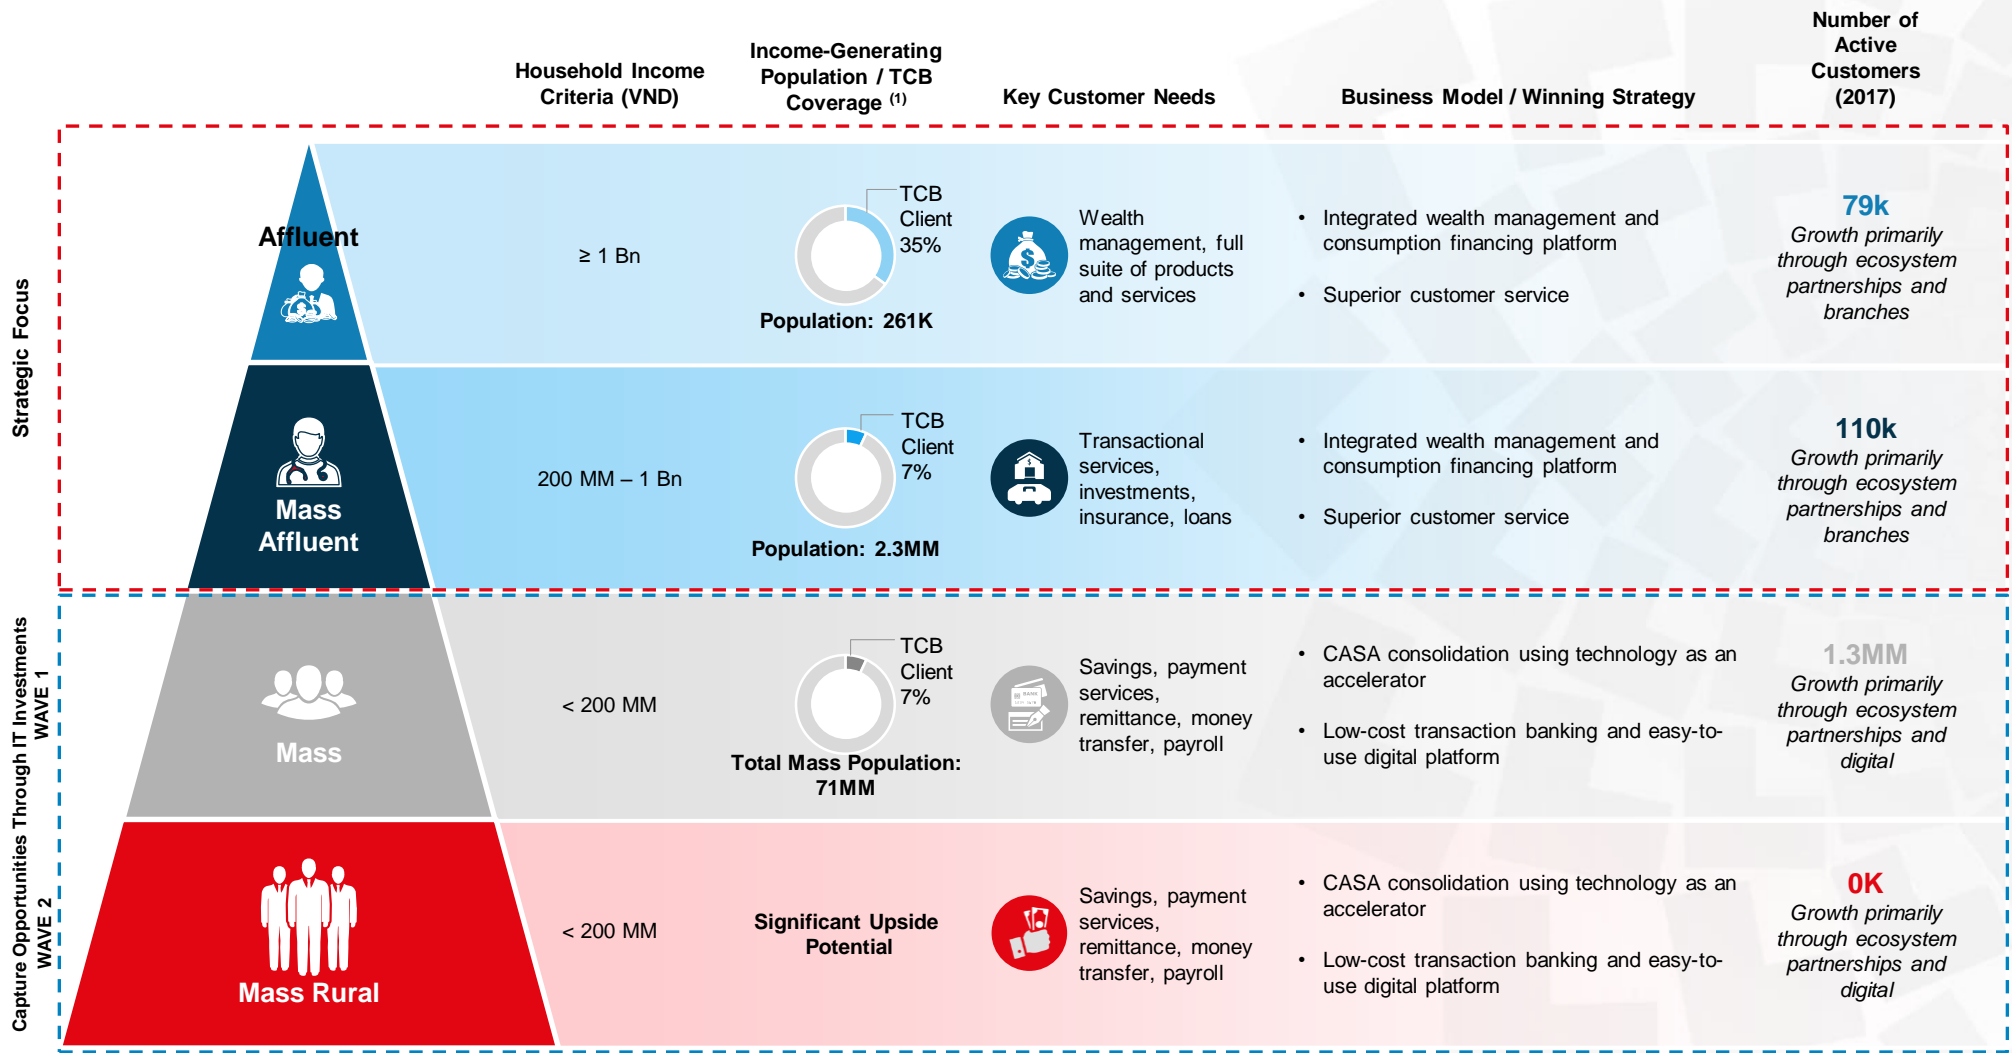 Household Income
Criteria (VND)
Income-Generating
Population / TCB
Coverage (1)
Key Customer Needs
Business Model / Winning Strategy
Number of
Active
Customers
(2017)
Strategic Focus
Affluent
≥ 1 Bn
TCB
Client
35%
Population: 261K
Wealth
management, full
suite of products
and services
• Integrated wealth management and
consumption financing platform
• Superior customer service
79k
Growth primarily
through ecosystem
partnerships and
branches
Mass
Affluent
200 MM – 1 Bn
TCB
Client
7%
Population: 2.3MM
Transactional
services,
investments,
insurance, loans
• Integrated wealth management and
consumption financing platform
• Superior customer service
110k
Growth primarily
through ecosystem
partnerships and
branches
Capture Opportunities Through IT Investments
WAVE 1
Mass
< 200 MM
TCB
Client
7%
Total Mass Population:
71MM
BANK
Savings, payment
services,
remittance, money
transfer, payroll
• CASA consolidation using technology as an
accelerator
• Low-cost transaction banking and easy-to-
use digital platform
1.3MM
Growth primarily
through ecosystem
partnerships and
digital
WAVE 2
Mass Rural
< 200 MM
Significant Upside
Potential
Savings, payment
services,
remittance, money
transfer, payroll
• CASA consolidation using technology as an
accelerator
• Low-cost transaction banking and easy-to-
use digital platform
0K
Growth primarily
through ecosystem
partnerships and
digital